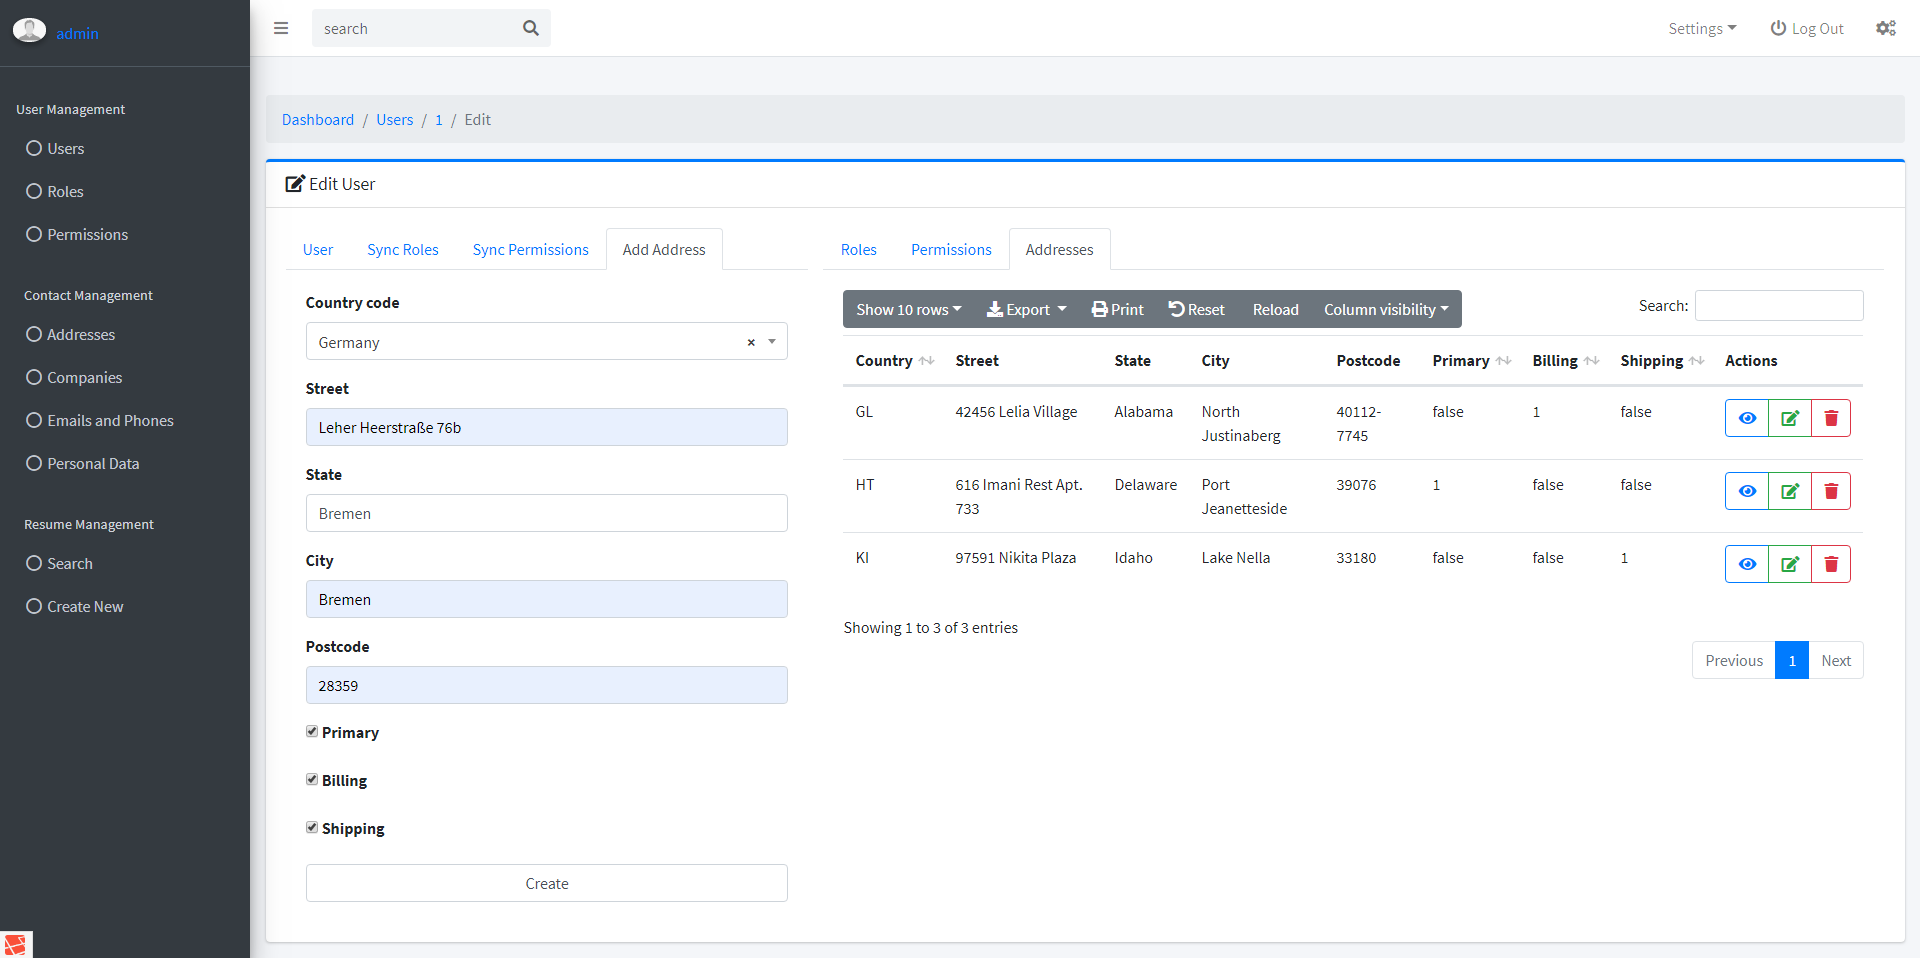 admin
User Management
Users
Roles
Permissions
Contact Management
Addresses
Companies
Emails and Phones
Personal Data
Resume Management
Search
Create New
search
Settings
Log Out
Dashboard / Users / 1 / Edit
Edit User
User Sync Roles Sync Permissions Add Address
Country code
Germany ×
Street
Leher Heerstraße 76b
State
Bremen
City
Bremen
Postcode
28359
Primary
Billing
Shipping
Create
Roles Permissions Addresses
Show 10 rows Export Print Reset Reload Column visibility
Search:
Country Street State City Postcode Primary Billing Shipping Actions
GL 42456 Lelia Village Alabama North 40112- false 1 false
Justinaberg 7745
HT 616 Imani Rest Apt. Delaware Port 39076 1 false false
733 Jeanetteside
KI 97591 Nikita Plaza Idaho Lake Nella 33180 false false 1
Showing 1 to 3 of 3 entries
Previous 1 Next